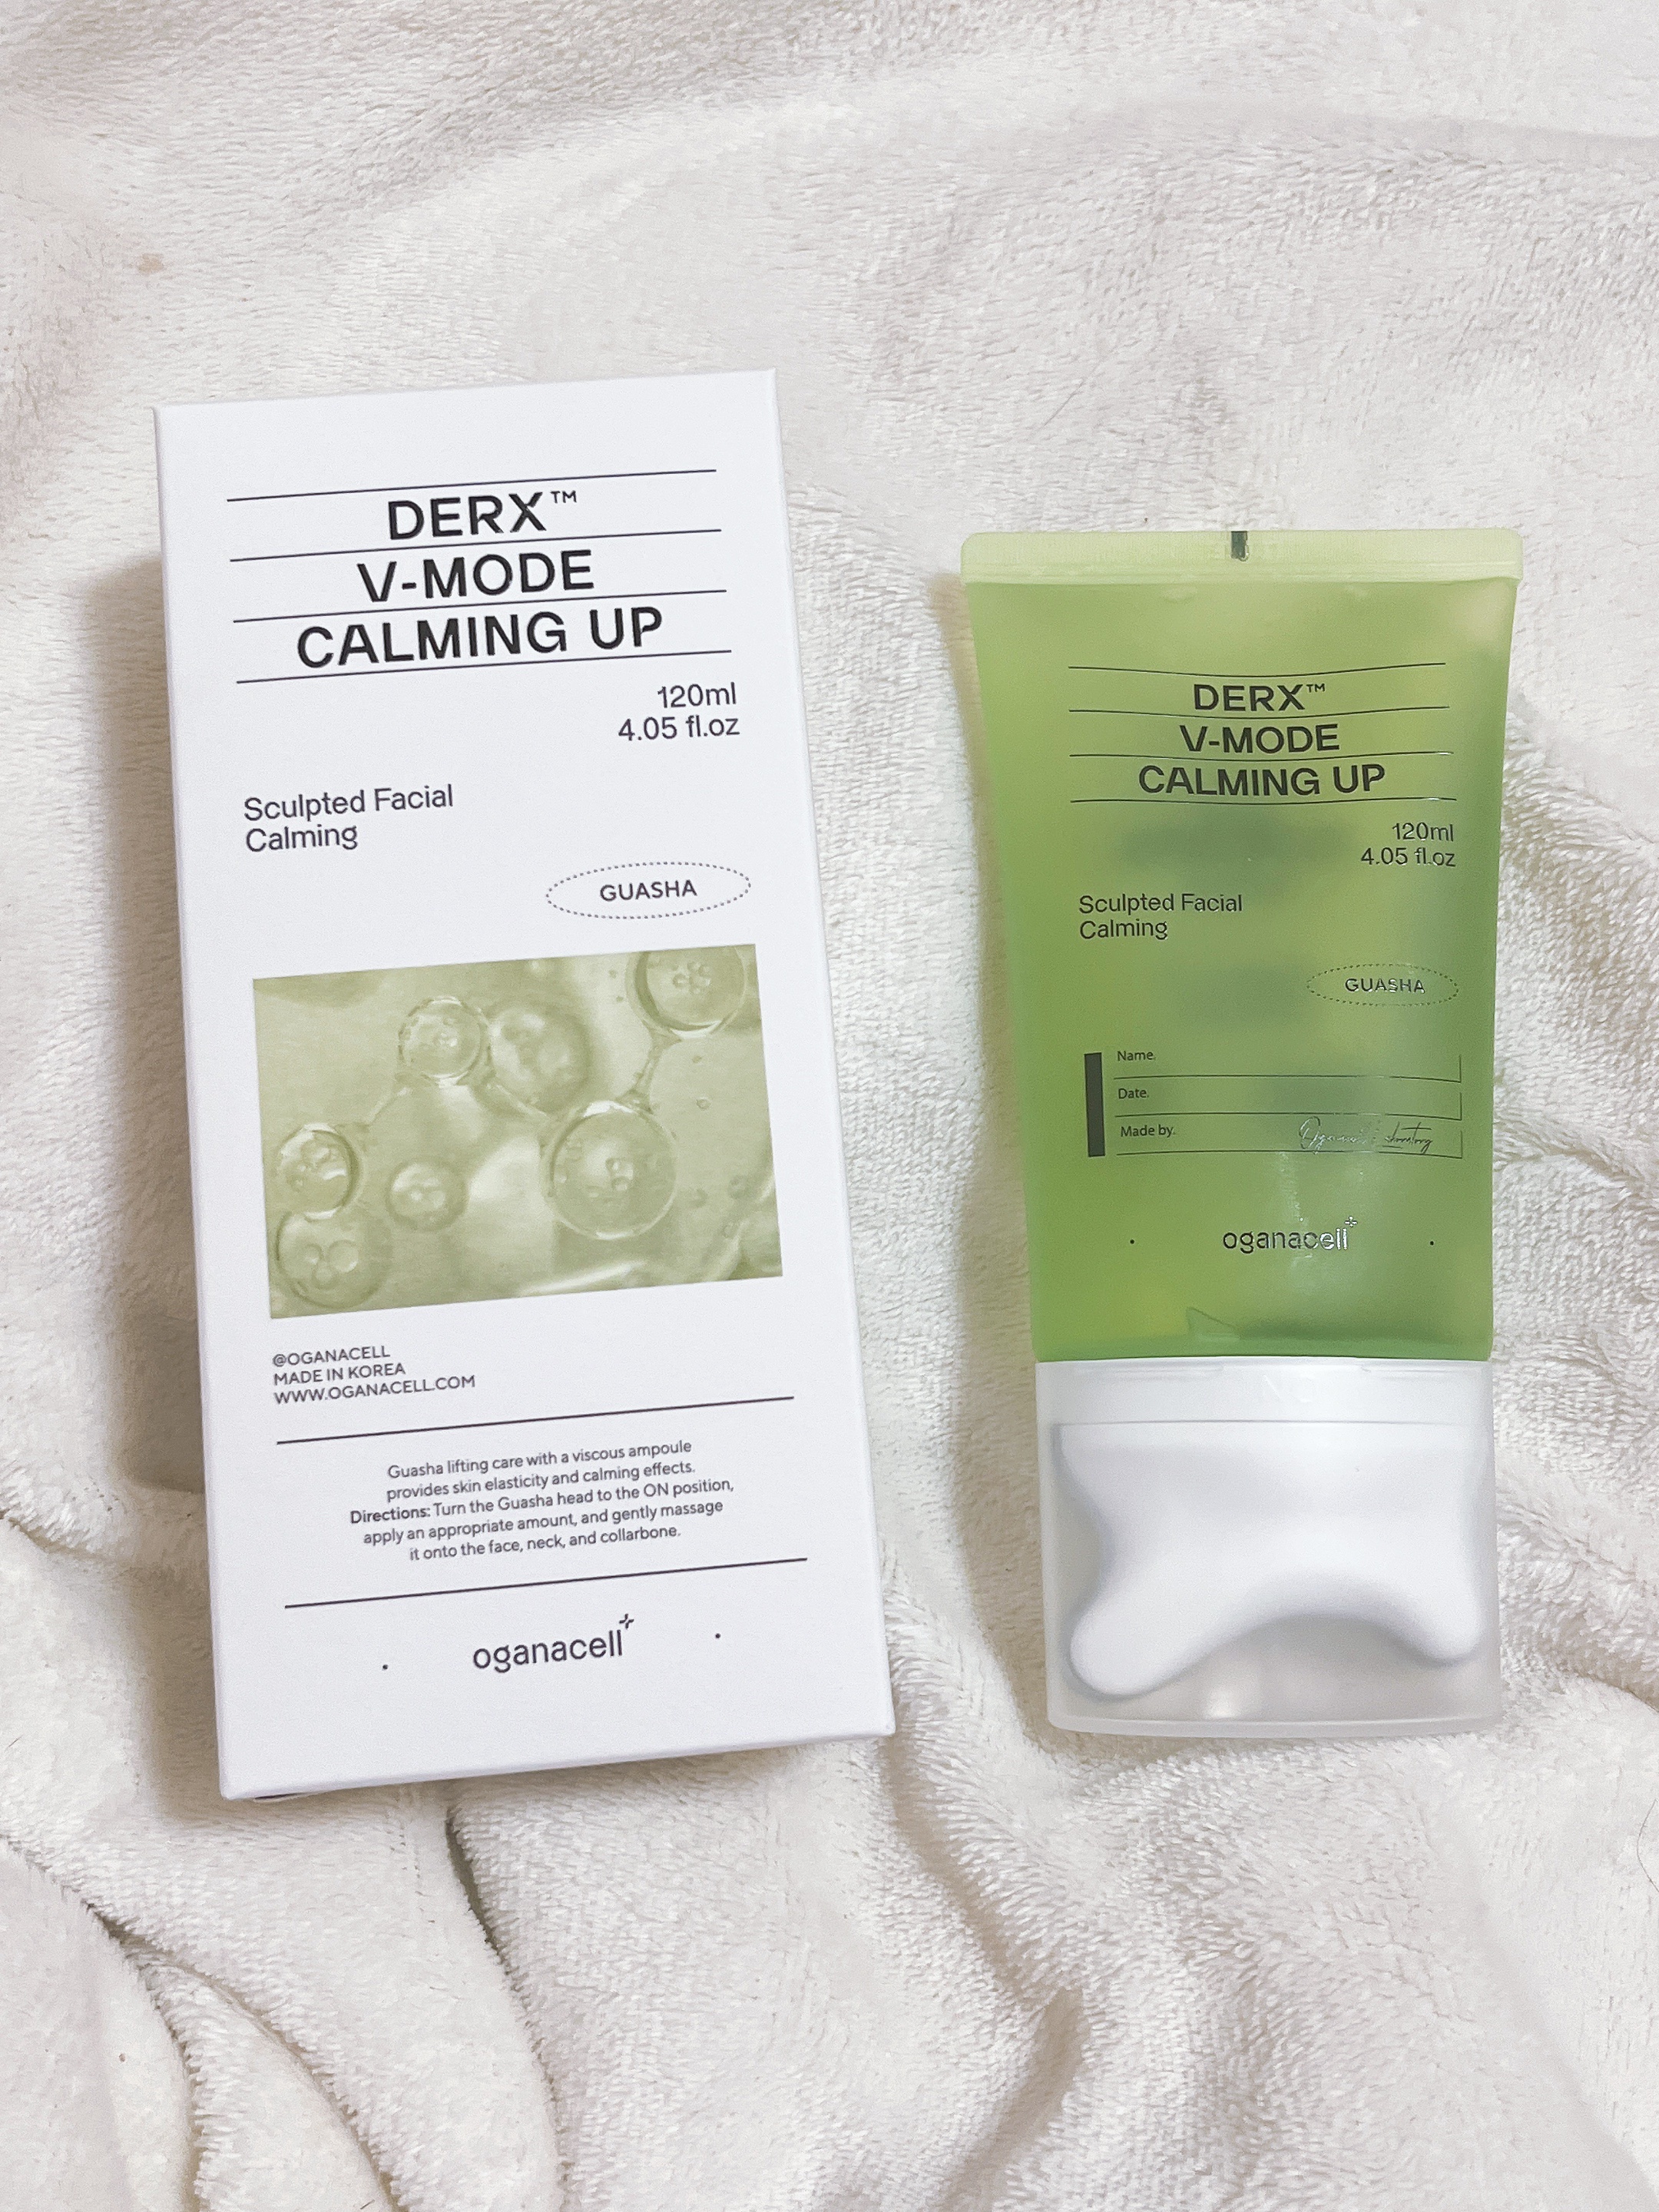 DERX™
V-MODE
CALMING UP
120ml
4.05 fl.oz
Sculpted Facial
Calming
GUASHA
@OGANACELL
MADE IN KOREA
WWW.OGANACELL.COM
Guasha lifting care with a viscous ampoule
provides skin elasticity and calming effects.
Directions: Turn the Guasha head to the ON position,
apply an appropriate amount, and gently massage
it onto the face, neck, and collarbone.
oganacell
DERX™
V-MODE
CALMING UP
120ml
4.05 fl.oz
Sculpted Facial
Calming
GUASHA
Name.
Date.
Made by.
oganacell